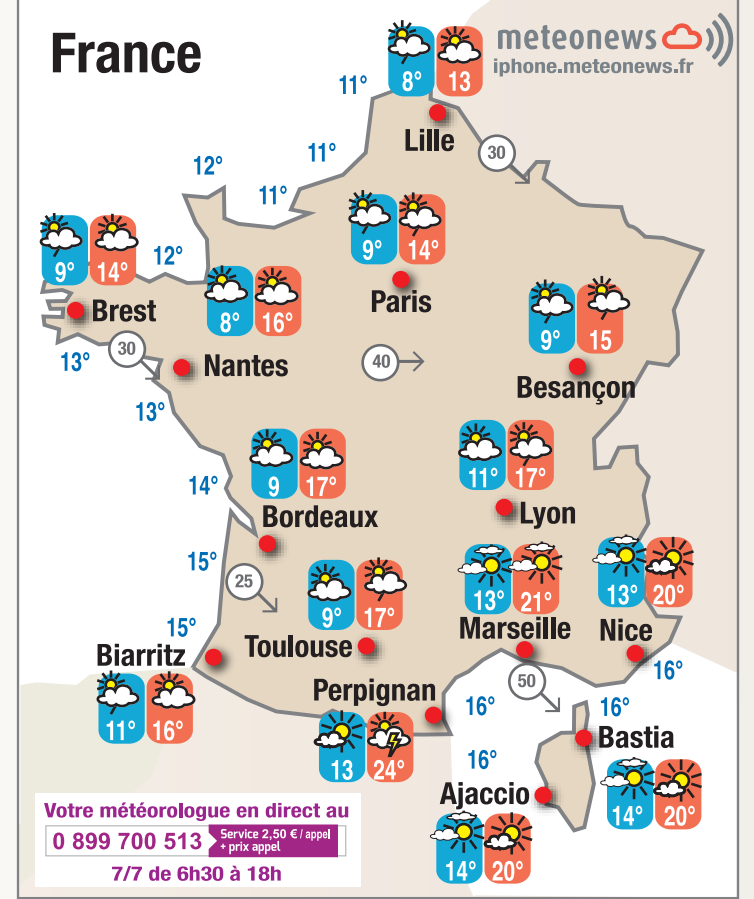 France
meteonews
iphone.meteonews.fr
8° 13
Lille
11°
30
12°
11°
11°
9° 14°
Paris
9° 14°
Brest
12°
8° 16°
Nantes
30
13°
40
9° 15
Besançon
13°
9 17°
Bordeaux
14°
11° 17°
Lyon
15°
25
9° 17°
Toulouse
13° 21°
Marseille
13° 20°
Nice
15°
Biarritz
11° 16°
16°
Perpignan
13 24°
50
16°
16°
Bastia
14° 20°
16°
Ajaccio
14° 20°
Votre météorologue en direct au
0 899 700 513
Service 2,50 € / appel
+ prix appel
7/7 de 6h30 à 18h